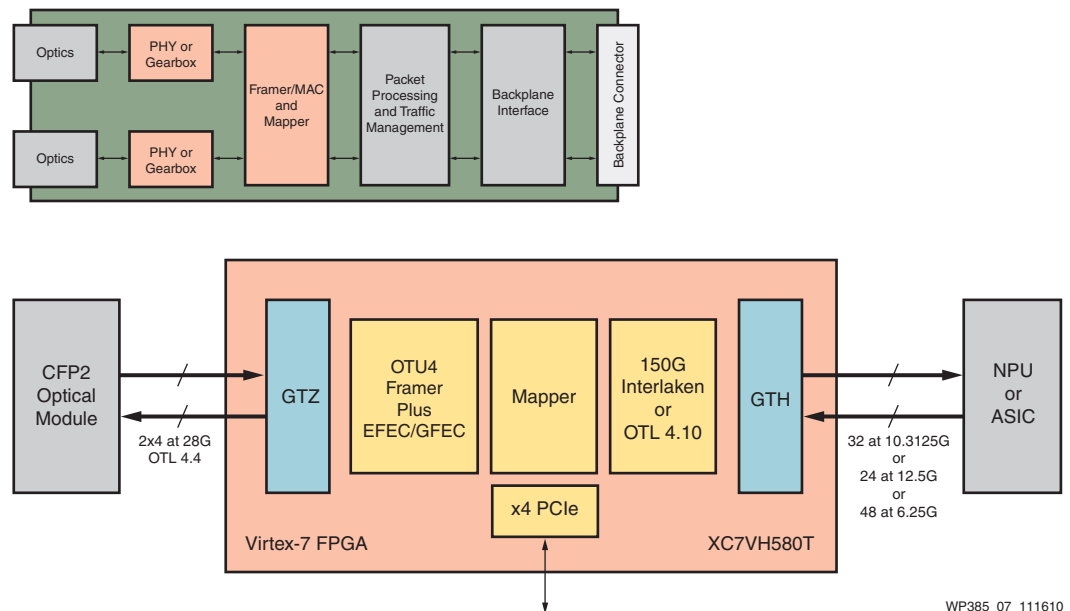 Optics
PHY or
Gearbox
Framer/MAC
and
Mapper
Packet
Processing
and Traffic
Management
Backplane
Interface
Backplane Connector
Optics
PHY or
Gearbox
CFP2
Optical
Module
2x4 at 28G
OTL 4.4
GTZ
OTU4
Framer
Plus
EFEC/GFEC
Mapper
150G
Interlaken
or
OTL 4.10
GTH
32 at 10.3125G
or
24 at 12.5G
or
48 at 6.25G
NPU
or
ASIC
x4 PCIe
Virtex-7 FPGA
XC7VH580T
WP385_07_111610